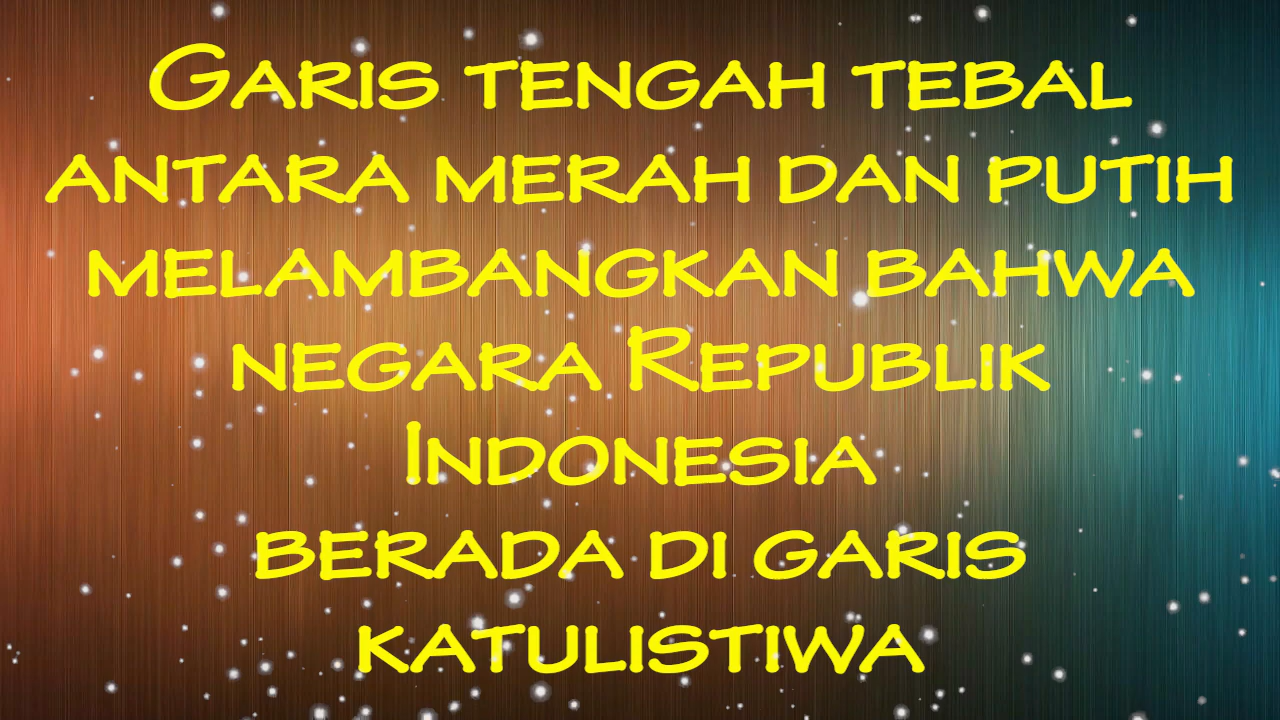 Garis tengah tebal
antara merah dan putih
melambangkan bahwa
negara Republik
Indonesia
berada di garis
katulistiwa